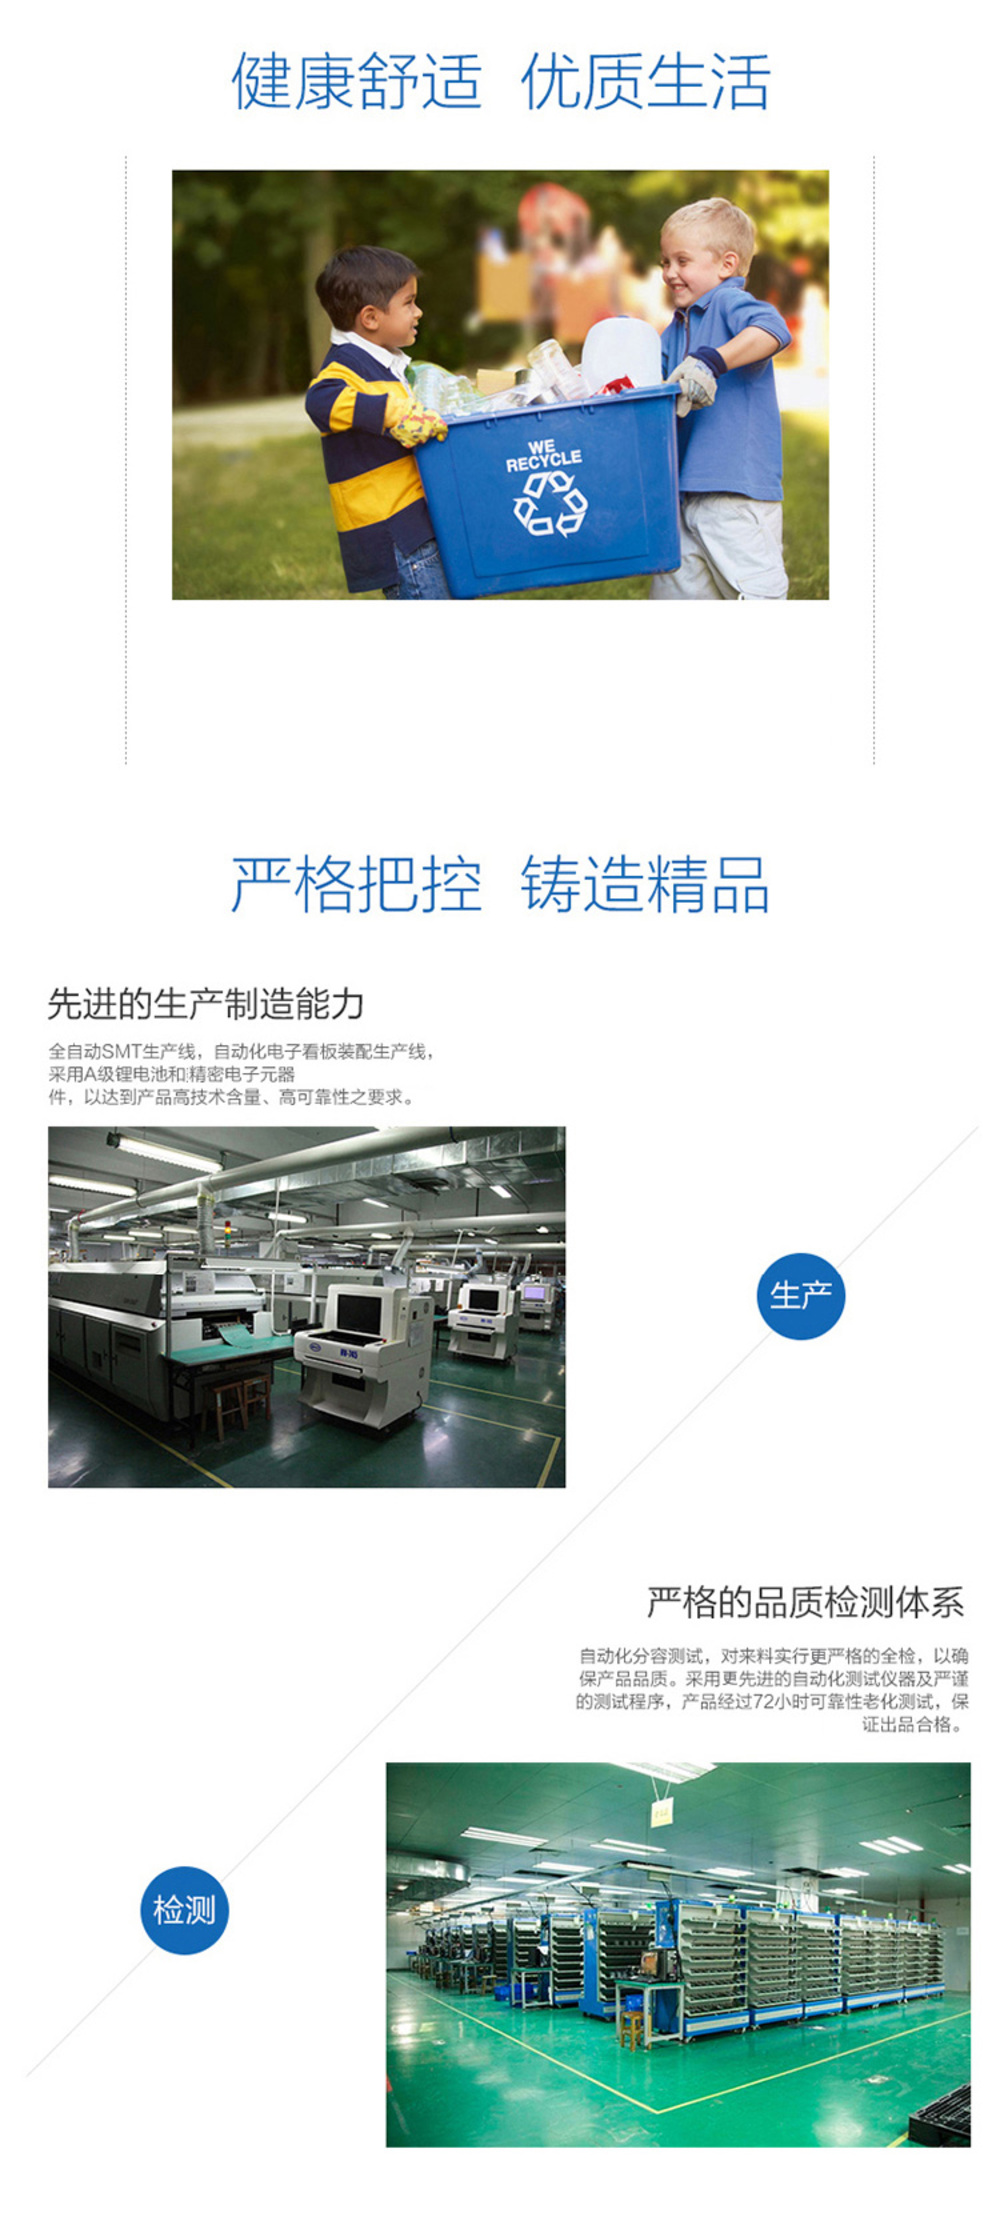 健康舒适 优质生活
WE
RECYCLE
严格把控 铸造精品
先进的生产制造能力
全自动SMT生产线，自动化电子看板装配生产线，
采用A级锂电池和精密电子元器
件，以达到产品高技术含量、高可靠性之要求。
生产
严格的品质检测体系
自动化分容测试，对来料实行更严格的全检，以确
保产品品质。采用更先进的自动化测试仪器及严谨
的测试程序，产品经过72小时可靠性老化测试，保
证出品合格。
检测